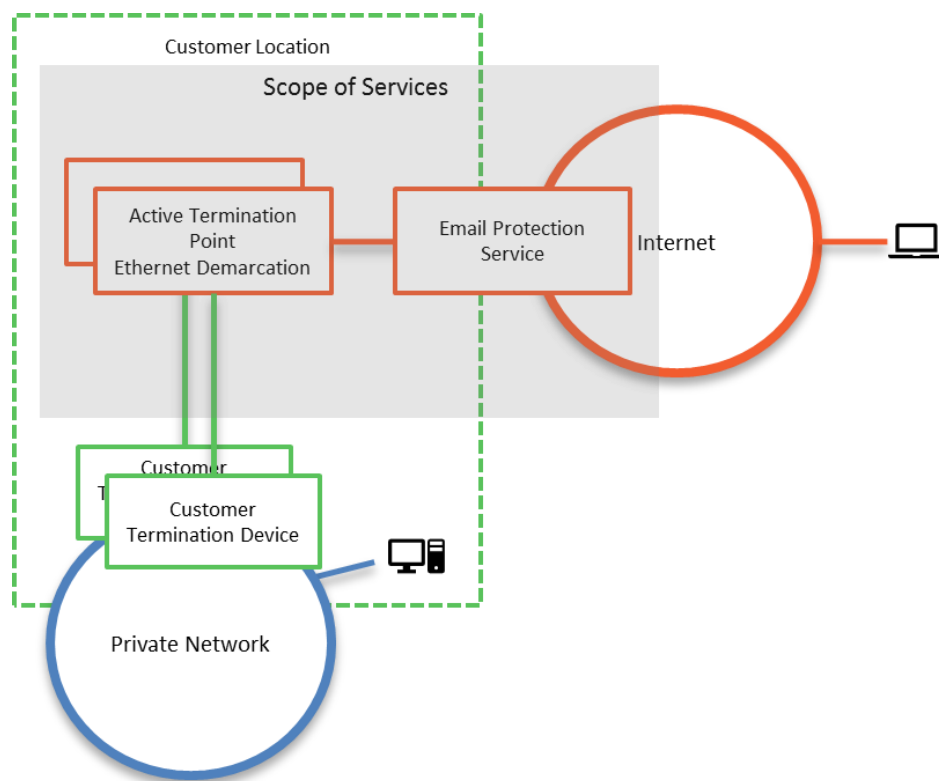 Customer Location
Scope of Services
Active Termination
Point
Ethernet Demarcation
Email Protection
Service
Internet
Customer
T
Customer
Termination Device
Private Network